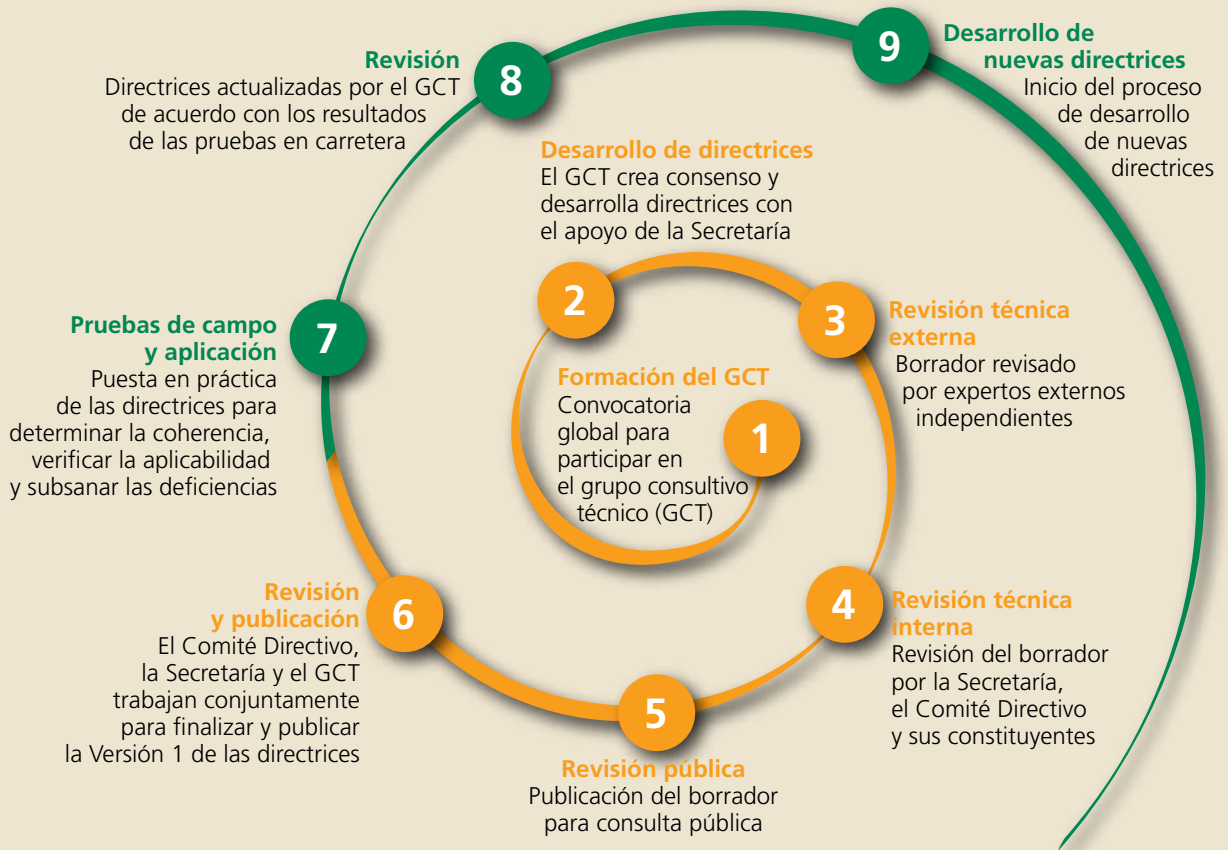 1
Formación del GCT
Convocatoria
global para
participar en
el grupo consultivo
técnico (GCT)
2
Desarrollo de directrices
El GCT crea consenso y
desarrolla directrices con
el apoyo de la Secretaría
3
Revisión técnica
externa
Borrador revisado
por expertos externos
independientes
4
Revisión técnica
interna
Revisión del borrador
por la Secretaría,
el Comité Directivo
y sus constituyentes
5
Revisión pública
Publicación del borrador
para consulta pública
6
Revisión
y publicación
El Comité Directivo,
la Secretaría y el GCT
trabajan conjuntamente
para finalizar y publicar
la Versión 1 de las directrices
7
Pruebas de campo
y aplicación
Puesta en práctica
de las directrices para
determinar la coherencia,
verificar la aplicabilidad
y subsanar las deficiencias
8
Revisión
Directrices actualizadas por el GCT
de acuerdo con los resultados
de las pruebas en carretera
9
Desarrollo de
nuevas directrices
Inicio del proceso
de desarrollo
de nuevas
directrices